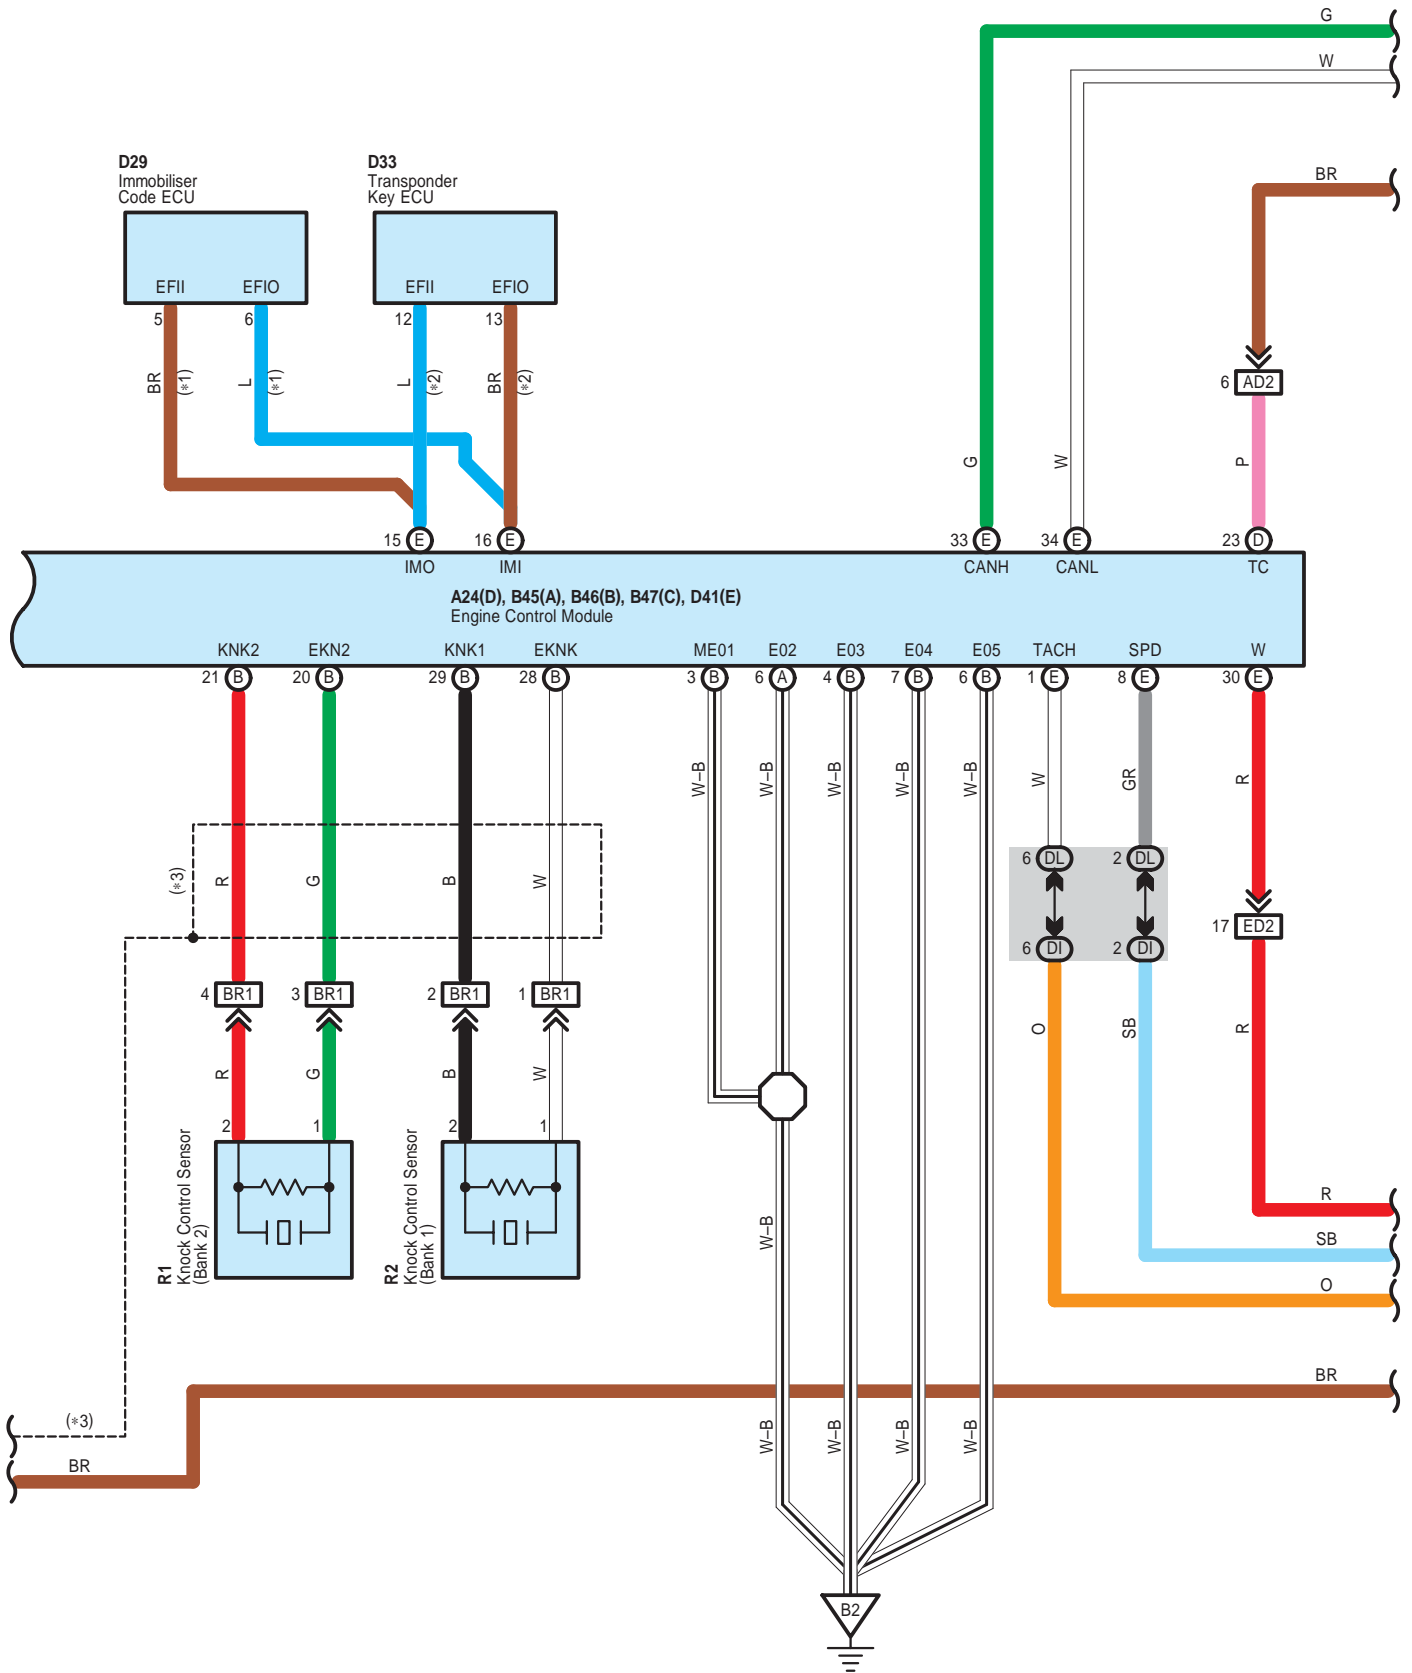 G
W
BR
D29
Immobiliser
Code ECU
D33
Transponder
Key ECU
EFII EFIO
EFII EFIO
5 6 12 13
BR (*1) L (*1) L (*2) BR (*2)
6 AD2
G W P
15 E 16 E 33 E 34 E 23 D
IMO IMI CANH CANL TC
A24(D), B45(A), B46(B), B47(C), D41(E)
Engine Control Module
KNK2 EKN2 KNK1 EKNK ME01 E02 E03 E04 E05 TACH SPD W
21 B 20 B 29 B 28 B 3 B 6 A 4 B 7 B 6 B 1 E 8 E 30 E
W–B W–B W–B W–B W–B W GR R
6 DL 2 DL
(*3) R G B W
17 ED2
6 DI 2 DI
4 BR1 3 BR1 2 BR1 1 BR1
O SB R
R G B W
2 1 2 1
R1
Knock Control Sensor
(Bank 2)
R2
Knock Control Sensor
(Bank 1)
W–B
R
SB
O
BR
(*3)
W–B W–B W–B W–B
BR
B2